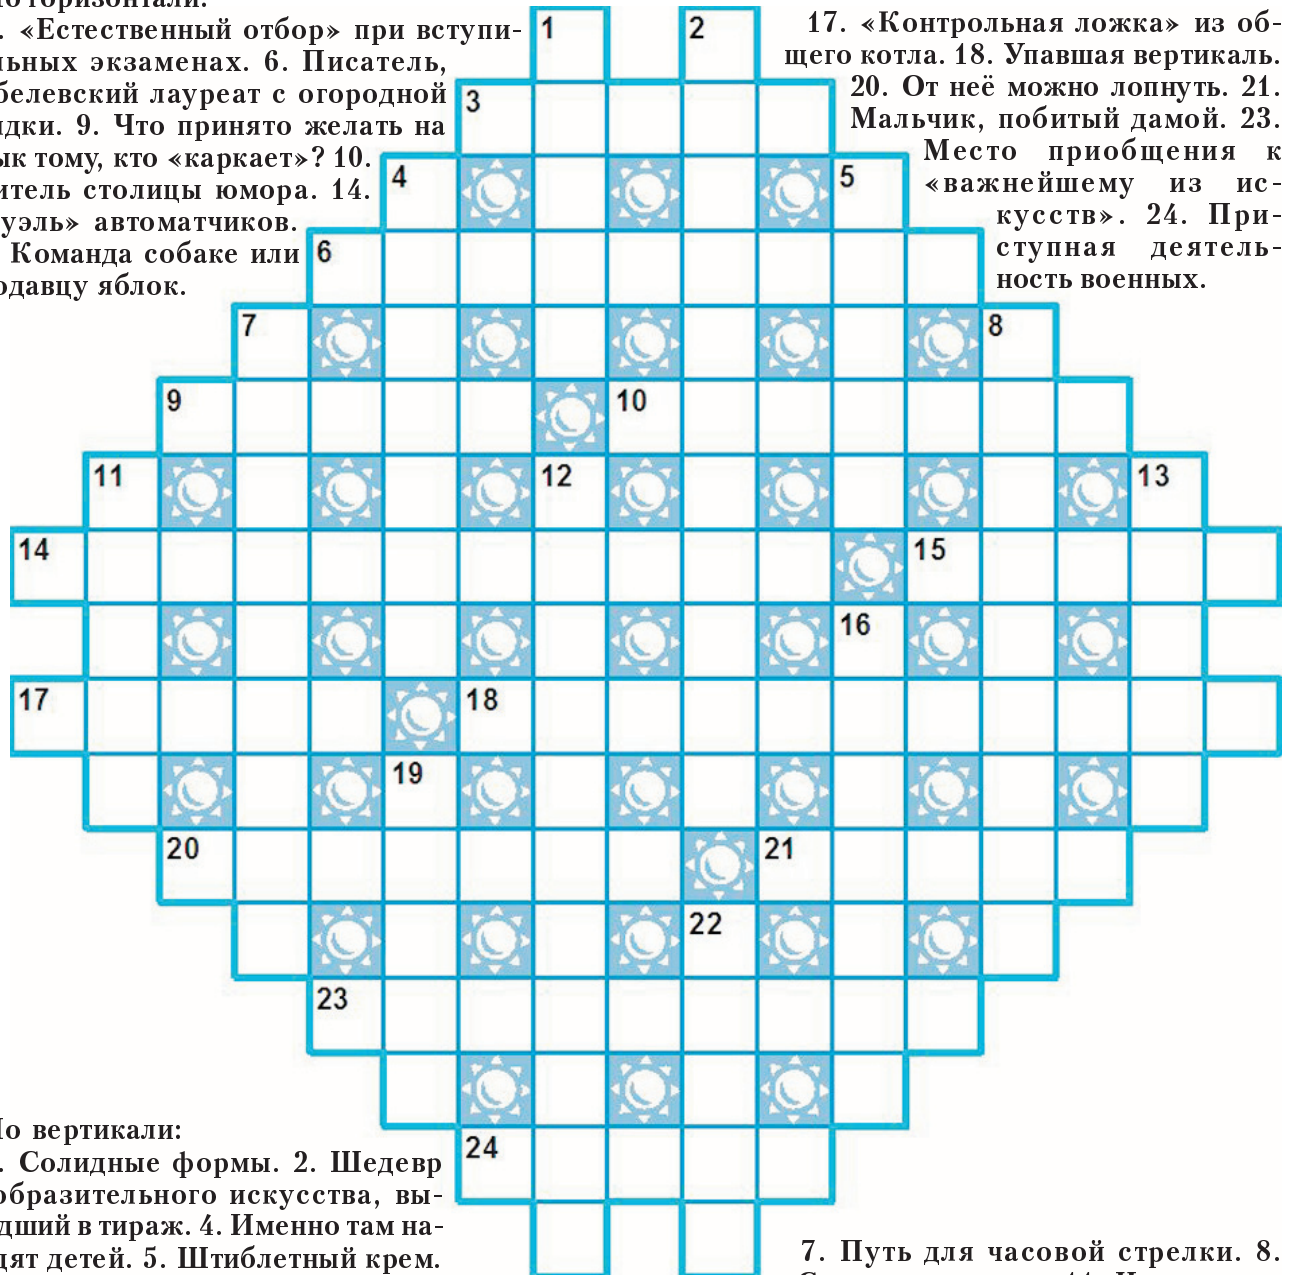 по горизонтали:
. «Естественный отбор» при вступи-
льных экзаменах. 6. Писатель,
белевский лауреат с огородной
ядки. 9. Что принято желать на
ык тому, кто «каркает»? 10.
итель столицы юмора. 14.
уэль» автоматчиков.
Команда собаке или
одавцу яблок.
17. «Контрольная ложка» из об-
щего котла. 18. Упавшая вертикаль.
20. От неё можно лопнуть. 21.
Мальчик, побитый дамой. 23.
Место приобщения к
«важнейшему из ис-
кусств». 24. При-
ступная деятель-
ность военных.
1 2
3
4 5
6
7 8
9 10
11 12 13
14 15
16
17 18
19
20 21
22
23
24
По вертикали:
. Солидные формы. 2. Шедевр
образительного искусства, вы-
дший в тираж. 4. Именно там на-
дят детей. 5. Штиблетный крем.
7. Путь для часовой стрелки. 8.